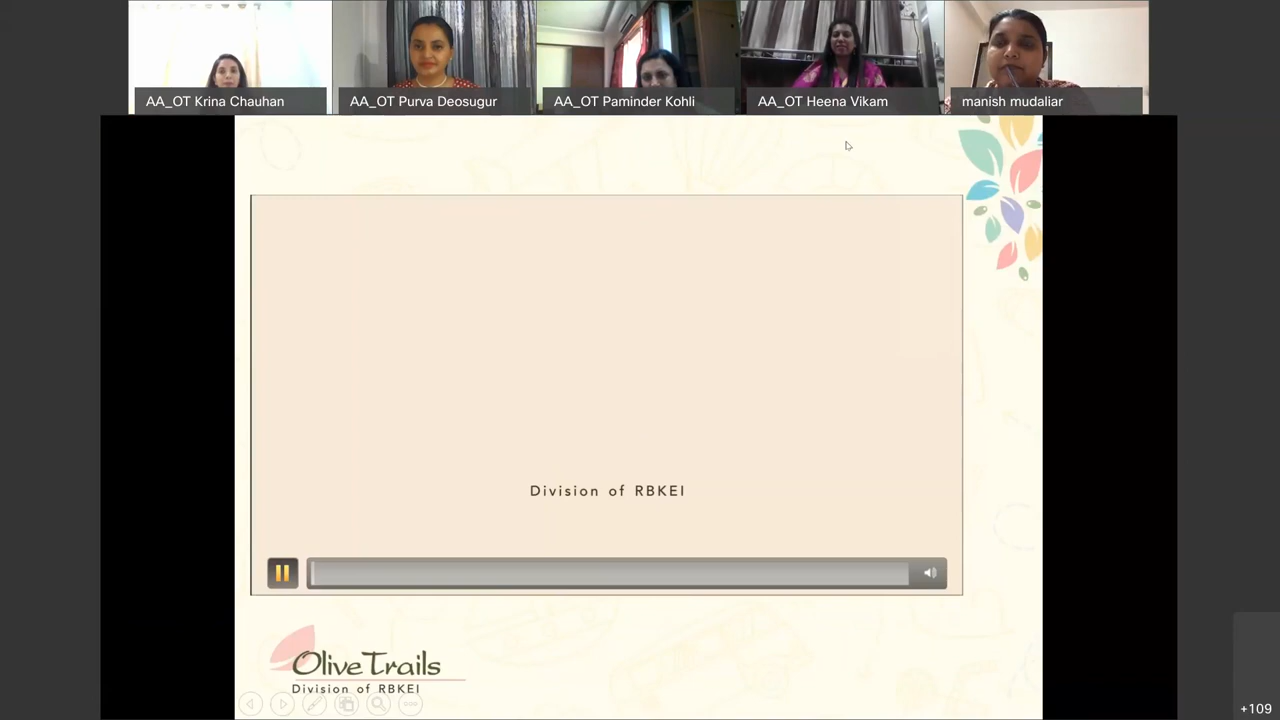 AA_OT Krina Chauhan
AA_OT Purva Deosugur
AA_OT Paminder Kohli
AA_OT Heena Vikam
manish mudaliar
Division of RBKEI
Olive Trails
Division of RBKEI
+109